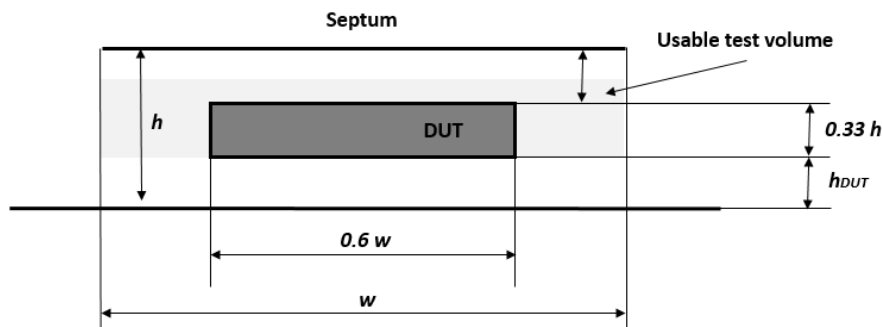 Septum
Usable test volume
h
DUT
0.33 h
hDUT
0.6 w
w